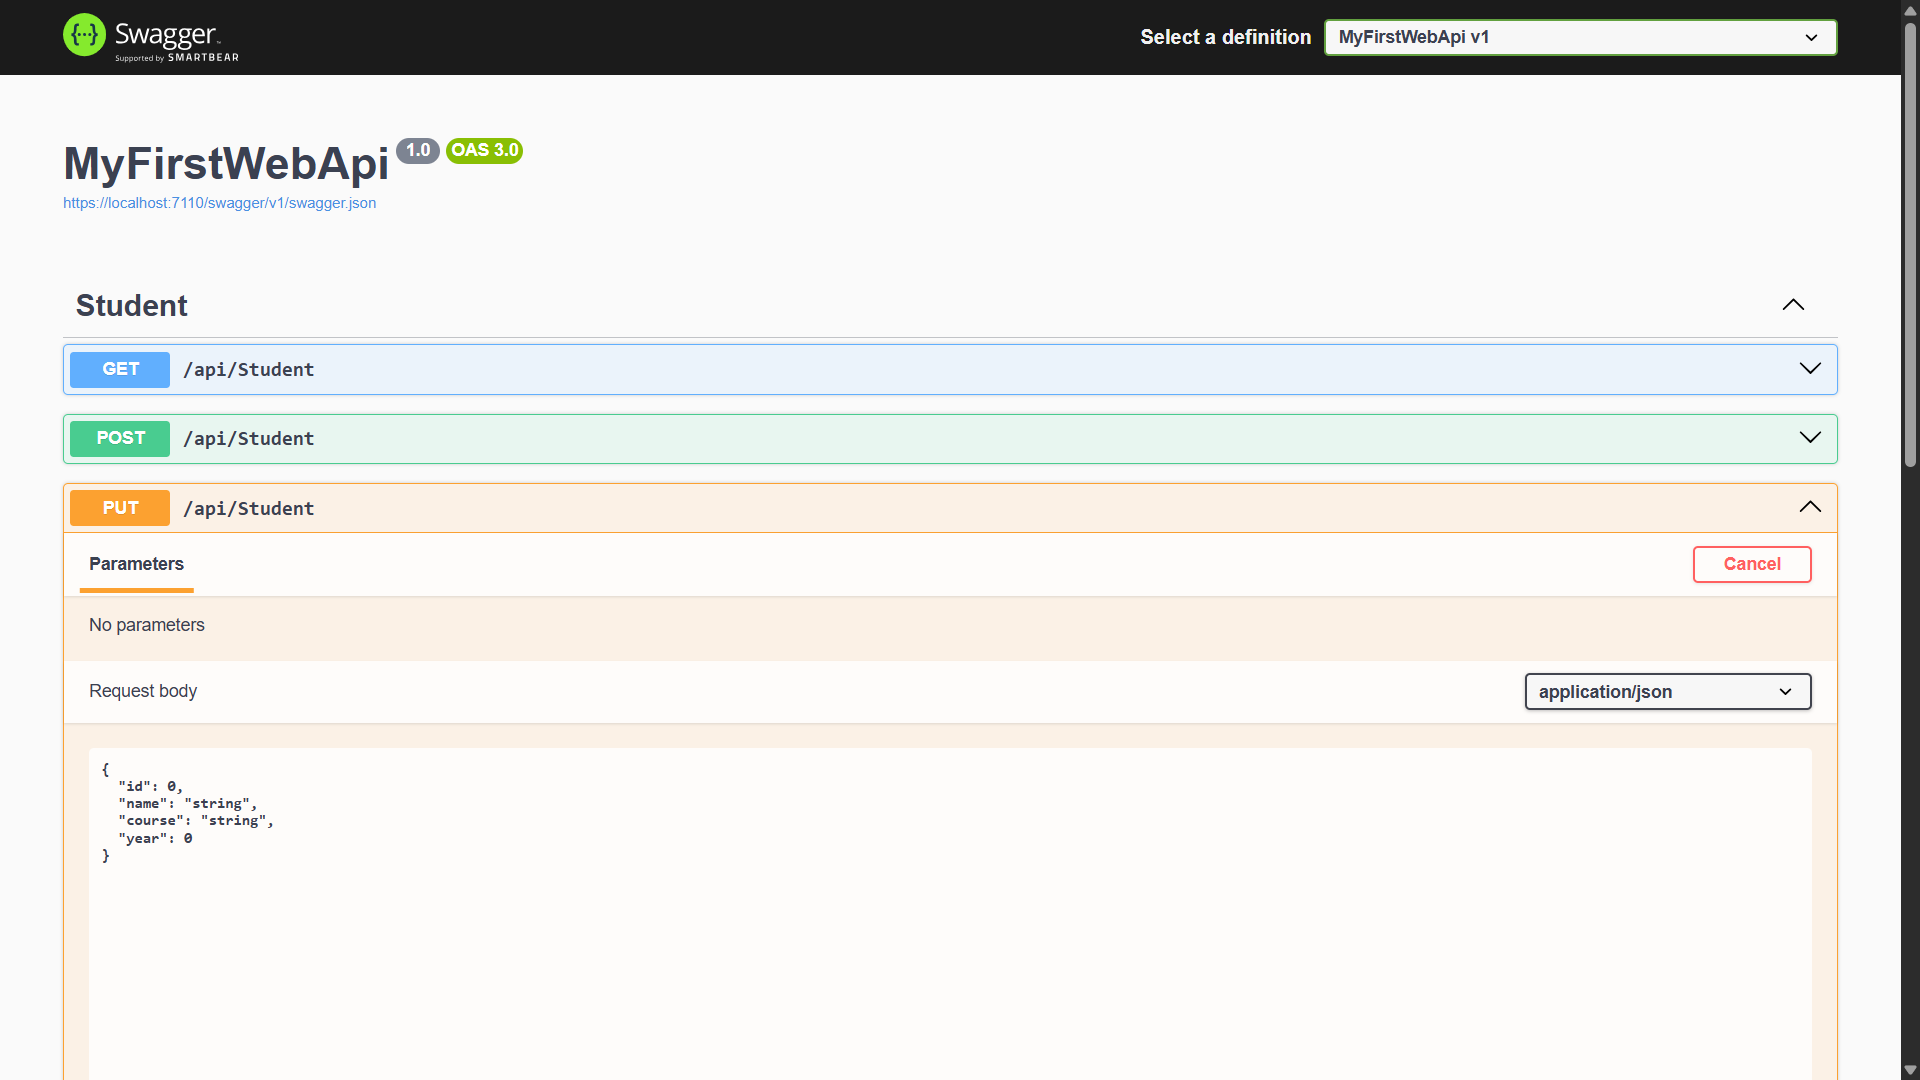 {···} Swagger™
Supported by SMARTBEAR
Select a definition
MyFirstWebApi v1
MyFirstWebApi 1.0 OAS 3.0
https://localhost:7110/swagger/v1/swagger.json
Student
GET /api/Student
POST /api/Student
PUT /api/Student
Parameters
Cancel
No parameters
Request body
application/json
{
  "id": 0,
  "name": "string",
  "course": "string",
  "year": 0
}